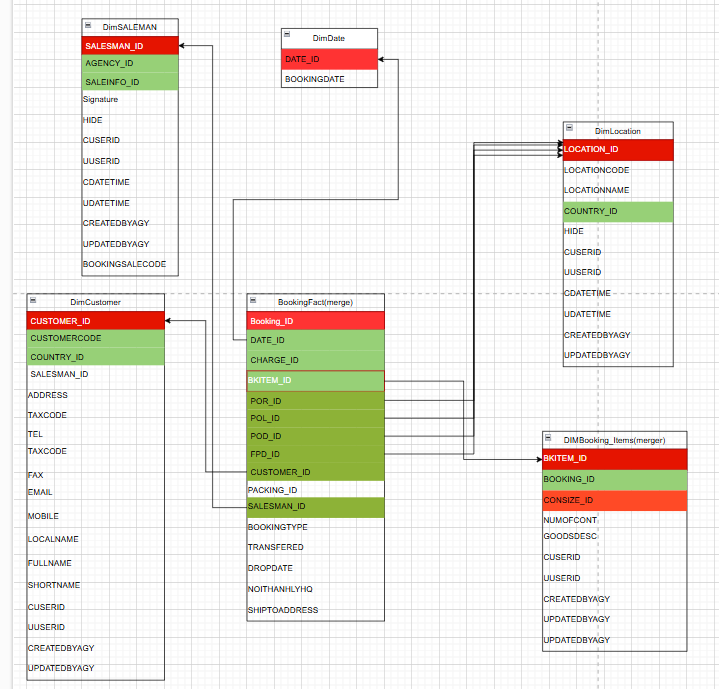 DimSALEMAN
SALESMAN_ID
AGENCY_ID
SALEINFO_ID
Signature
HIDE
CUSERID
UUSERID
CDATETIME
UDATETIME
CREATEDBYAGY
UPDATEDBYAGY
BOOKINGSALECODE
DimDate
DATE_ID
BOOKINGDATE
DimLocation
LOCATION_ID
LOCATIONCODE
LOCATIONNAME
COUNTRY_ID
HIDE
CUSERID
UUSERID
CDATETIME
UDATETIME
CREATEDBYAGY
UPDATEDBYAGY
DimCustomer
CUSTOMER_ID
CUSTOMERCODE
COUNTRY_ID
SALESMAN_ID
ADDRESS
TAXCODE
TEL
TAXCODE
FAX
EMAIL
MOBILE
LOCALNAME
FULLNAME
SHORTNAME
CUSERID
UUSERID
CREATEDBYAGY
UPDATEDBYAGY
BookingFact(merge)
Booking_ID
DATE_ID
CHARGE_ID
BKITEM_ID
POR_ID
POL_ID
POD_ID
FPD_ID
CUSTOMER_ID
PACKING_ID
SALESMAN_ID
BOOKINGTYPE
TRANSFERED
DROPDATE
NOITHANHLYHQ
SHIPTOADDRESS
DIMBooking_Items(merger)
BKITEM_ID
BOOKING_ID
CONSIZE_ID
NUMOFCONT
GOODSDESC
CUSERID
UUSERID
CREATEDBYAGY
UPDATEDBYAGY
UPDATEDBYAGY